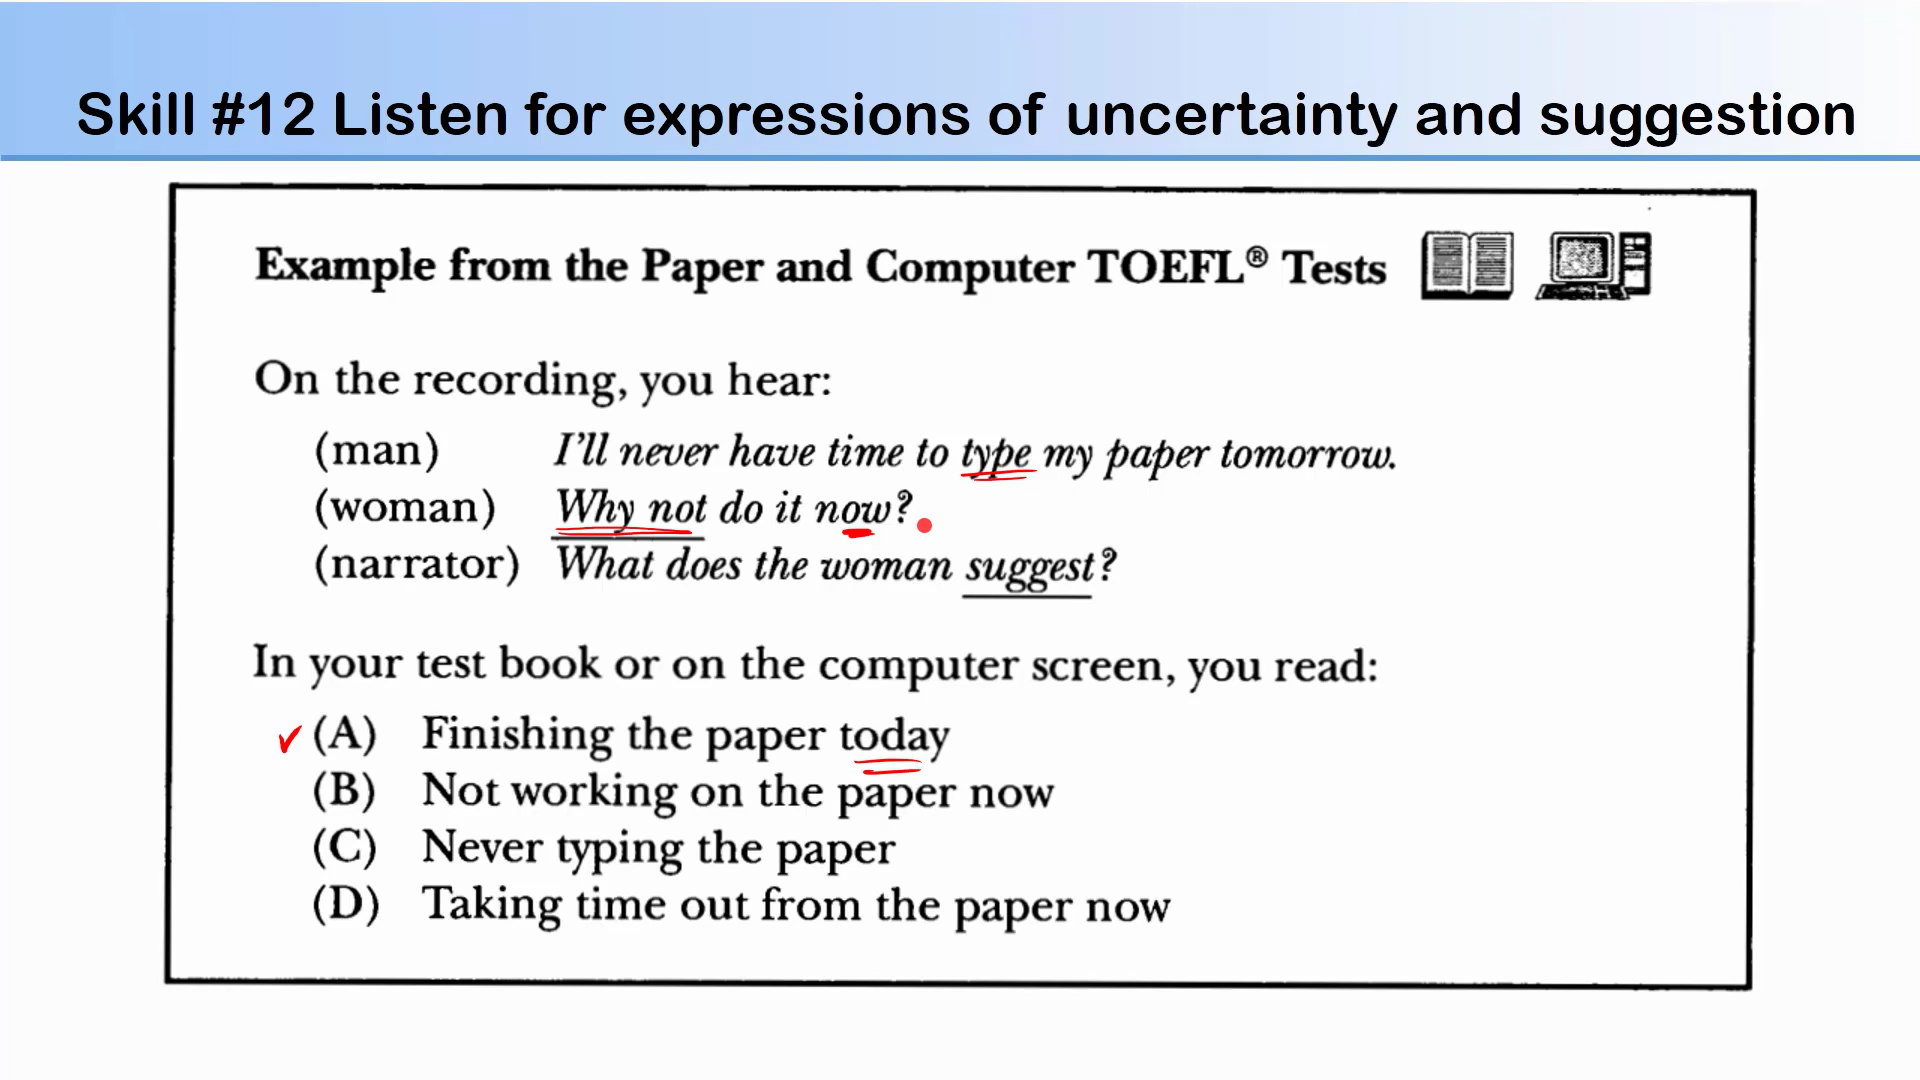 Skill #12 Listen for expressions of uncertainty and suggestion
Example from the Paper and Computer TOEFL® Tests
On the recording, you hear:
(man) I'll never have time to type my paper tomorrow.
(woman) Why not do it now?
(narrator) What does the woman suggest?
In your test book or on the computer screen, you read:
(A) Finishing the paper today
(B) Not working on the paper now
(C) Never typing the paper
(D) Taking time out from the paper now